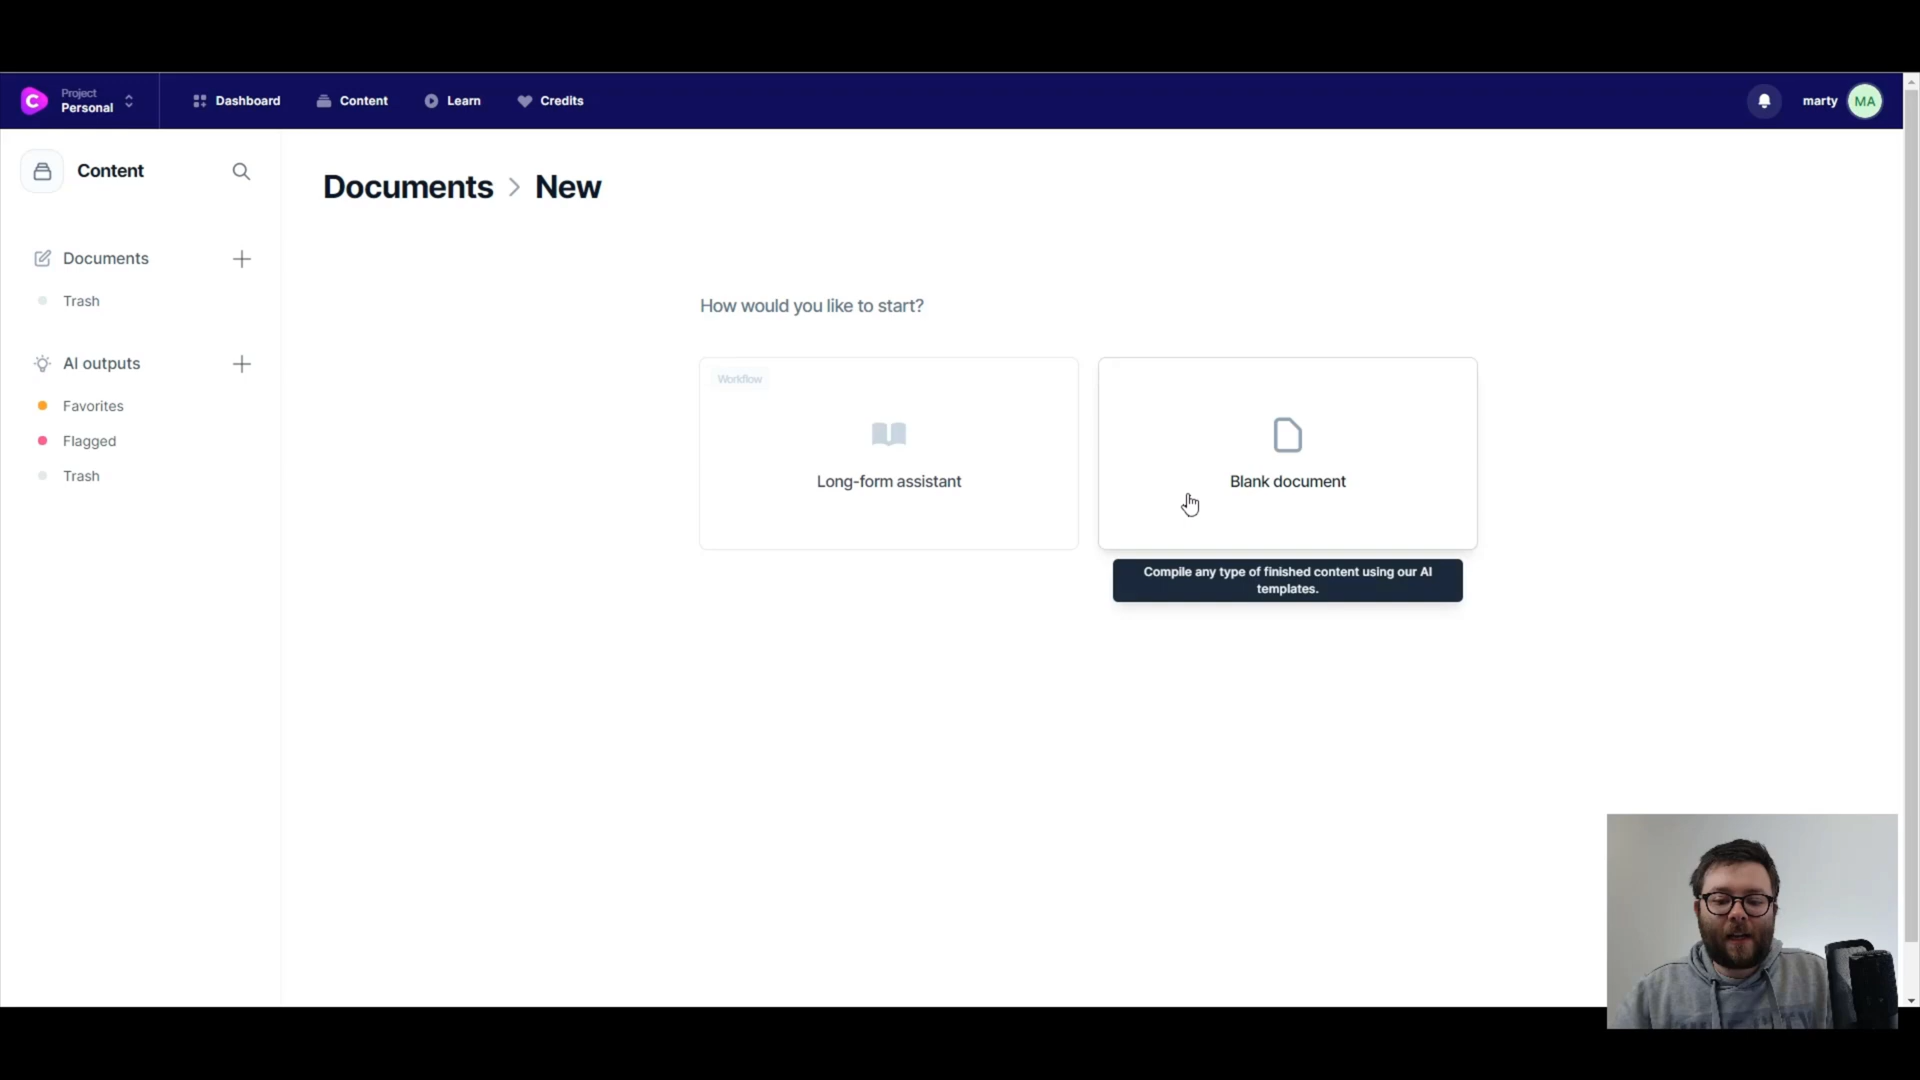 C
Project
Personal
Dashboard
Content
Learn
Credits
marty
MA
Content
Documents
Trash
AI outputs
Favorites
Flagged
Trash
Documents > New
How would you like to start?
Workflow
Long-form assistant
Blank document
Compile any type of finished content using our AI
templates.